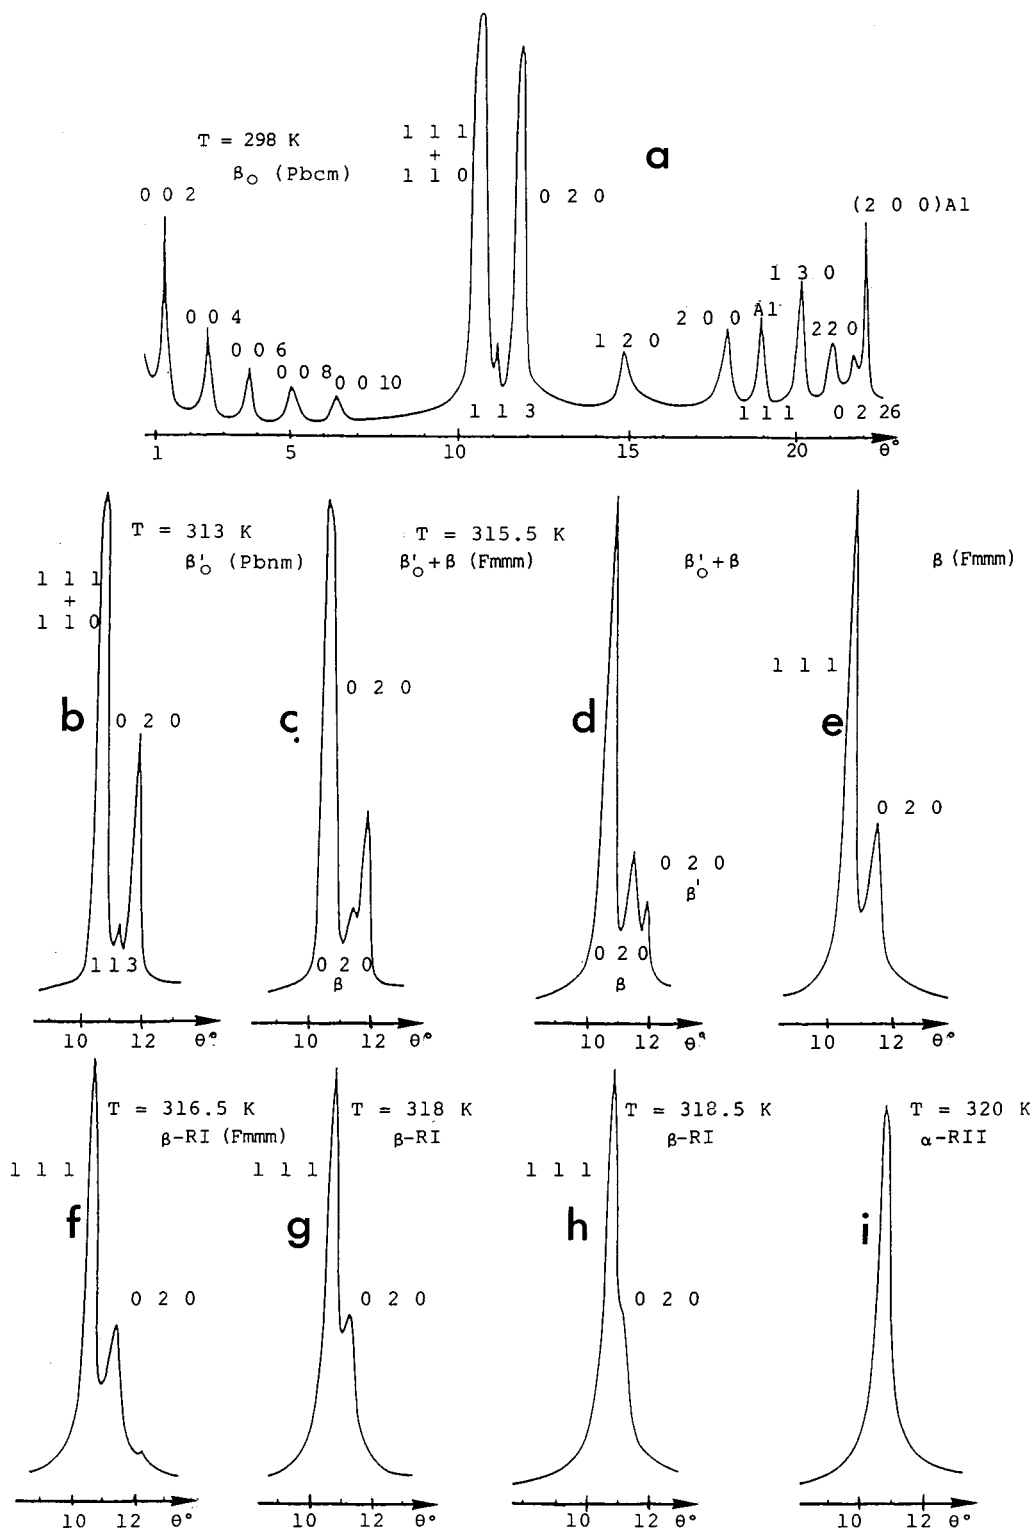 1 1 1
+
1 1 0
T = 298 K
β₀ (Pbcm)
a
0 0 2
0 2 0
(2 0 0)Al
1 3 0
0 0 4
2 0 0
Al
2 2 0
0 0 6
1 2 0
0 0 8
0 0 10
1 1 3
1 1 1
0 2 26
1 5 10 15 20 θ°
T = 313 K
β'₀ (Pbnm)
1 1 1
+
1 1 0
b
0 2 0
1 1 3
10 12 θ°
T = 315.5 K
β'₀+β (Fmmm)
0 2 0
c
0 2 0
β
10 12 θ°
β'₀+β
d
0 2 0
β'
0 2 0
β
10 12 θ°
β (Fmmm)
1 1 1
e
0 2 0
10 12 θ°
T = 316.5 K
β-RI (Fmmm)
1 1 1
f
0 2 0
10 12 θ°
T = 318 K
β-RI
1 1 1
g
0 2 0
10 12 θ°
T = 318.5 K
β-RI
1 1 1
h
0 2 0
10 12 θ°
T = 320 K
α-RII
i
10 12 θ°